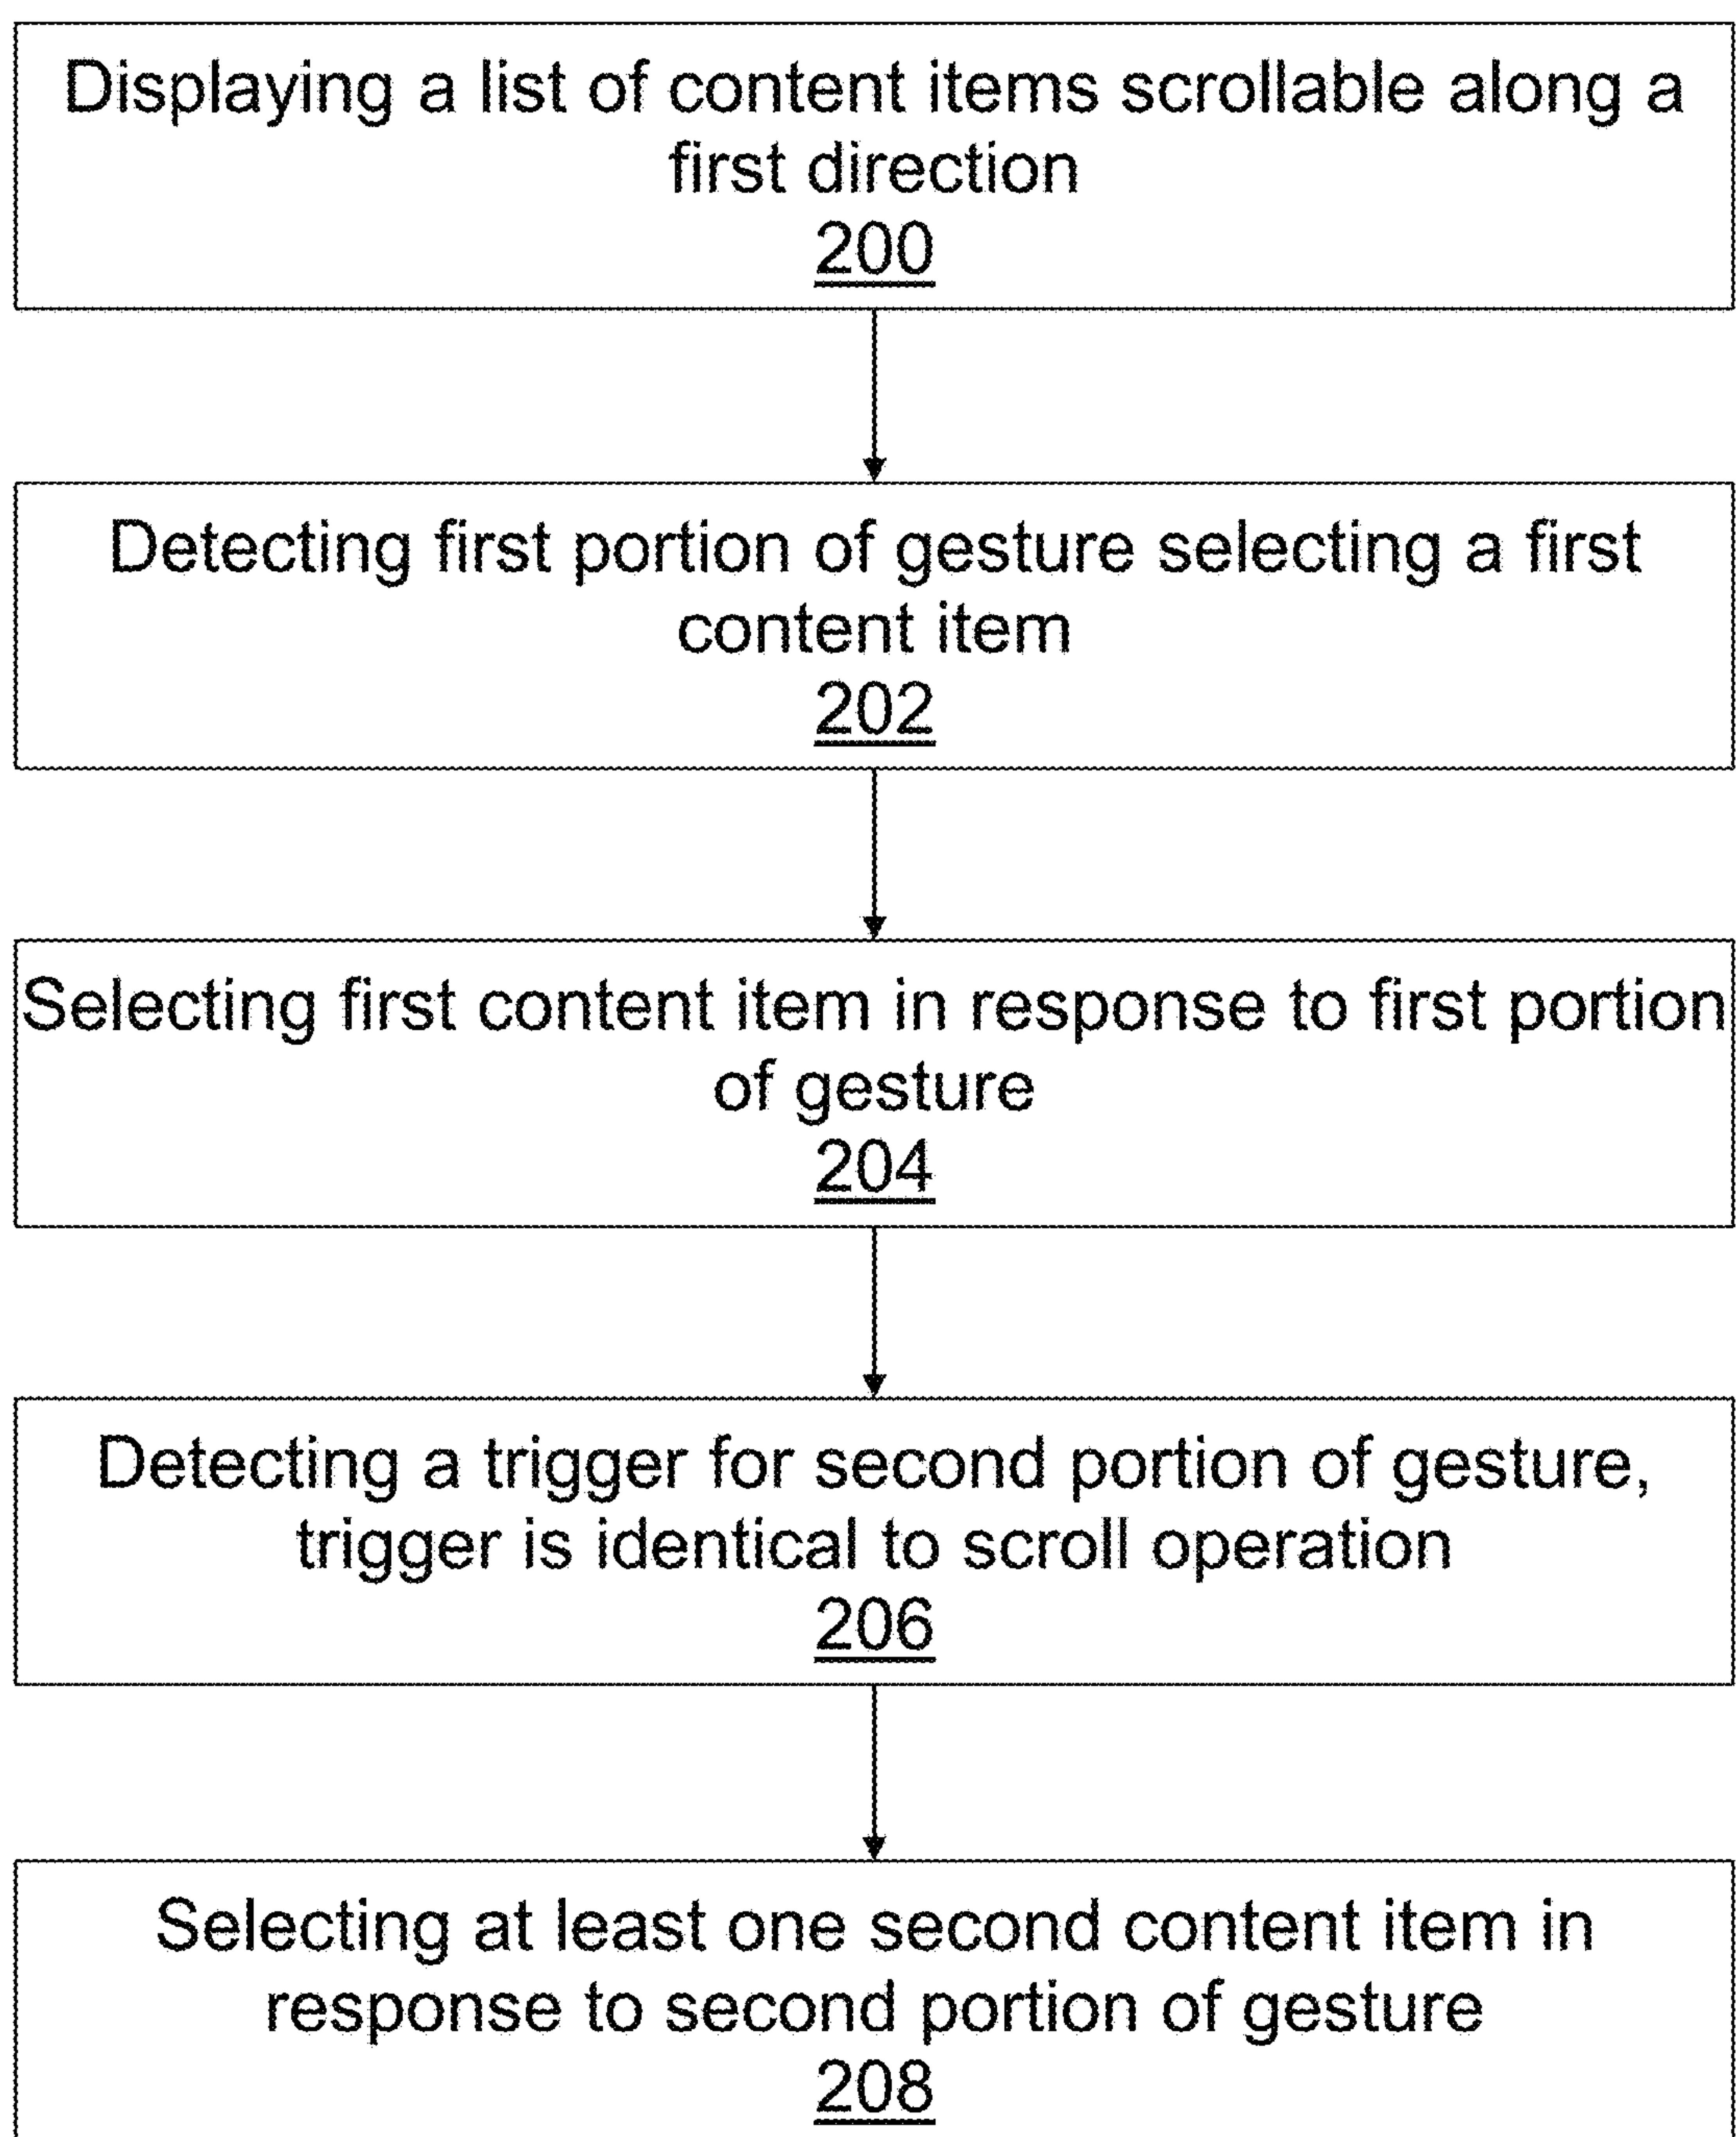 Displaying a list of content items scrollable along a
first direction
200
Detecting first portion of gesture selecting a first
content item
202
Selecting first content item in response to first portion
of gesture
204
Detecting a trigger for second portion of gesture,
trigger is identical to scroll operation
206
Selecting at least one second content item in
response to second portion of gesture
208